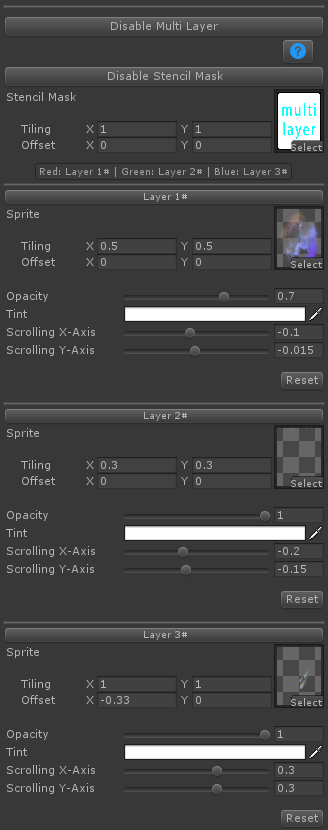 Disable Multi Layer
?
Disable Stencil Mask
Stencil Mask
multi
layer
Tiling X 1 Y 1
Offset X 0 Y 0
Select
Red: Layer 1# | Green: Layer 2# | Blue: Layer 3#
Layer 1#
Sprite
Tiling X 0.5 Y 0.5
Offset X 0 Y 0
Select
Opacity 0.7
Tint
Scrolling X-Axis -0.1
Scrolling Y-Axis -0.015
Reset
Layer 2#
Sprite
Tiling X 0.3 Y 0.3
Offset X 0 Y 0
Select
Opacity 1
Tint
Scrolling X-Axis -0.2
Scrolling Y-Axis -0.15
Reset
Layer 3#
Sprite
Tiling X 1 Y 1
Offset X -0.33 Y 0
Select
Opacity 1
Tint
Scrolling X-Axis 0.3
Scrolling Y-Axis 0.3
Reset